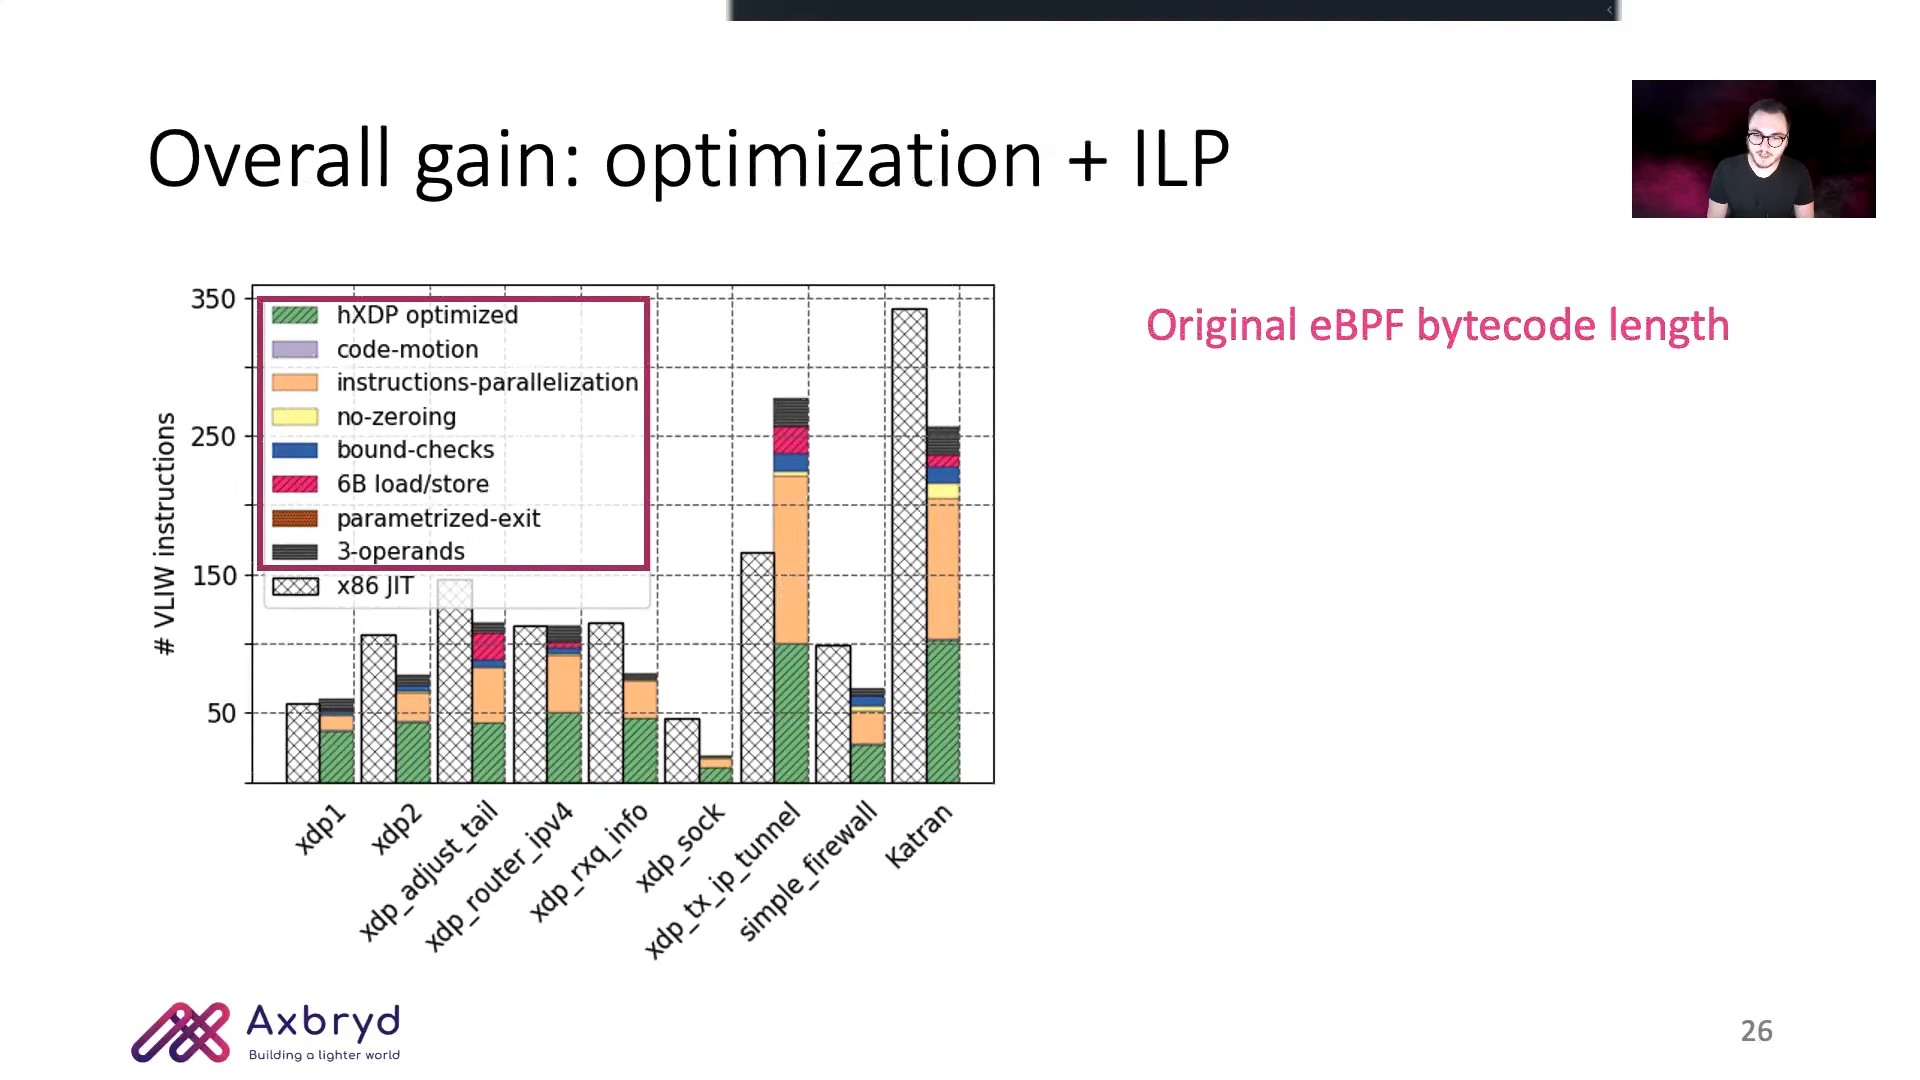 Overall gain: optimization + ILP
350
250
150
50
# VLIW instructions
hXDP optimized
code-motion
instructions-parallelization
no-zeroing
bound-checks
6B load/store
parametrized-exit
3-operands
x86 JIT
xdp1
xdp2
xdp_adjust_tail
xdp_router_ipv4
xdp_rxq_info
xdp_sock
xdp_tx_ip_tunnel
simple_firewall
Katran
Original eBPF bytecode length
Axbryd
Building a lighter world
26